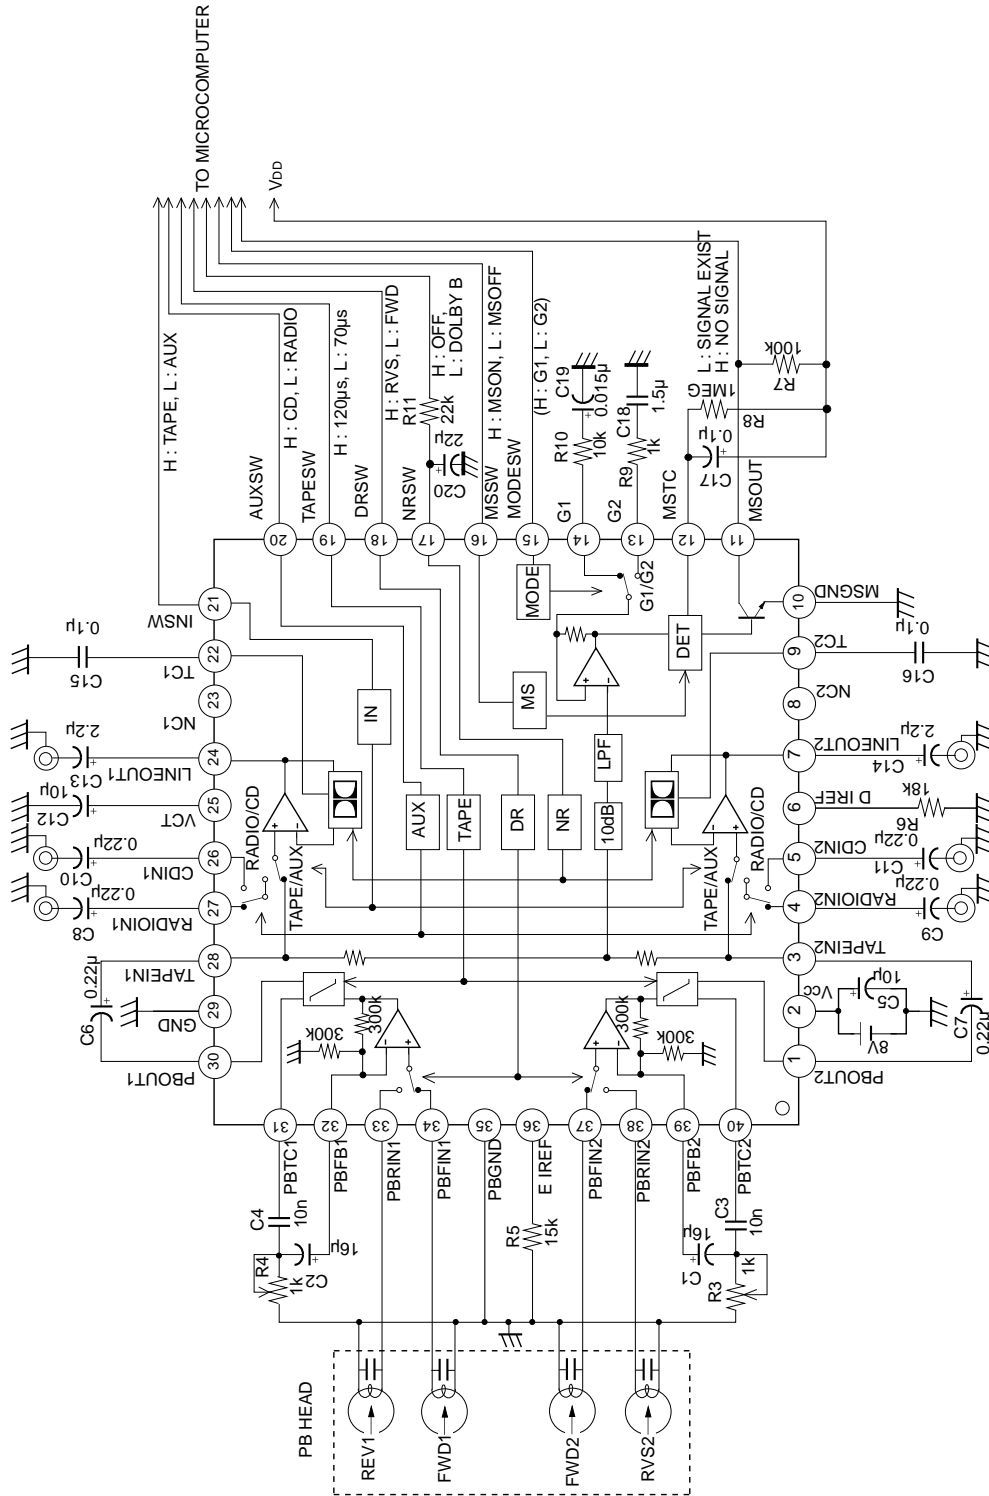 TO MICROCOMPUTER
VDD
H : TAPE, L : AUX
H : CD, L : RADIO
H : 120μs, L : 70μs
H : RVS, L : FWD
H : OFF,
L : DOLBY B
H : MSON, L : MSOFF
(H : G1, L : G2)
L : SIGNAL EXIST
H : NO SIGNAL
R11
22k
22μ
C20
C19
0.015μ
R10
10k
C18
1.5μ
R9
1k
0.1μ
C17
1MEG
R8
100k
R7
AUXSW
TAPESW
DRSW
NRSW
MSSW
MODESW
G1
G2
MSTC
MSOUT
20
19
18
17
16
15
14
13
12
11
INSW
21
TC1
22
0.1μ
C15
NC1
23
LINEOUT1
24
2.2μ
C13
VCT
25
10μ
C12
CDIN1
26
0.22μ
C10
RADIOIN1
27
0.22μ
C8
TAPEIN1
28
0.22μ
C6
GND
29
PBOUT1
30
IN
AUX
TAPE
DR
NR
MS
MODE
G1/G2
DET
LPF
10dB
RADIO/CD
TAPE/AUX
TAPE/AUX
RADIO/CD
300k
300k
300k
300k
10
MSGND
9
TC2
0.1μ
C16
8
NC2
7
LINEOUT2
2.2μ
C14
6
D IREF
18k
R6
5
CDIN2
0.22μ
C11
4
RADIOIN2
0.22μ
C9
3
TAPEIN2
2
Vcc
10μ
C5
8V
C7
0.22μ
1
PBOUT2
31
32
33
34
35
36
37
38
39
40
PBTC1
PBFB1
PBRIN1
PBFIN1
PBGND
E IREF
PBFIN2
PBRIN2
PBFB2
PBTC2
C4
10n
R4
1k
16μ
C2
R5
15k
16μ
C1
C3
10n
R3
1k
PB HEAD
REV1
FWD1
FWD2
RVS2